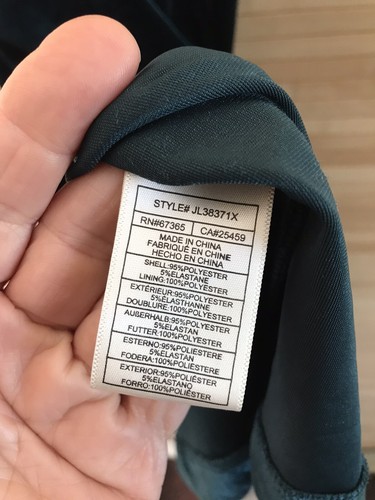 STYLE# JL38371X
RN#67365 CA#25459
MADE IN CHINA
FABRIQUÉ EN CHINE
HECHO EN CHINA
SHELL:95%POLYESTER
5%ELASTANE
LINING:100%POLYESTER
EXTÉRIEUR:95%POLYESTER
5%ÉLASTHANNE
DOUBLURE:100%POLYESTER
AUßERHALB:95%POLYESTER
5%ELASTAN
FUTTER:100%POLYESTER
ESTERNO:95%POLIESTERE
5%ELASTAN
FODERA:100%POLIESTERE
EXTERIOR:95%POLIÉSTER
5%ELASTANO
FORRO:100%POLIÉSTER